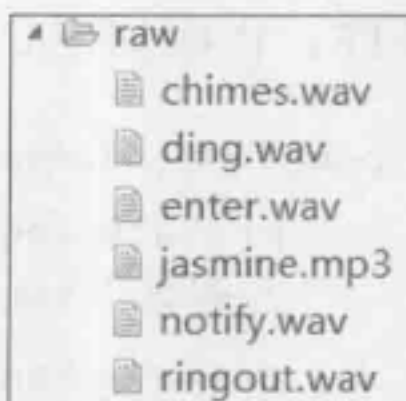 raw
chimes.wav
ding.wav
enter.wav
jasmine.mp3
notify.wav
ringout.wav